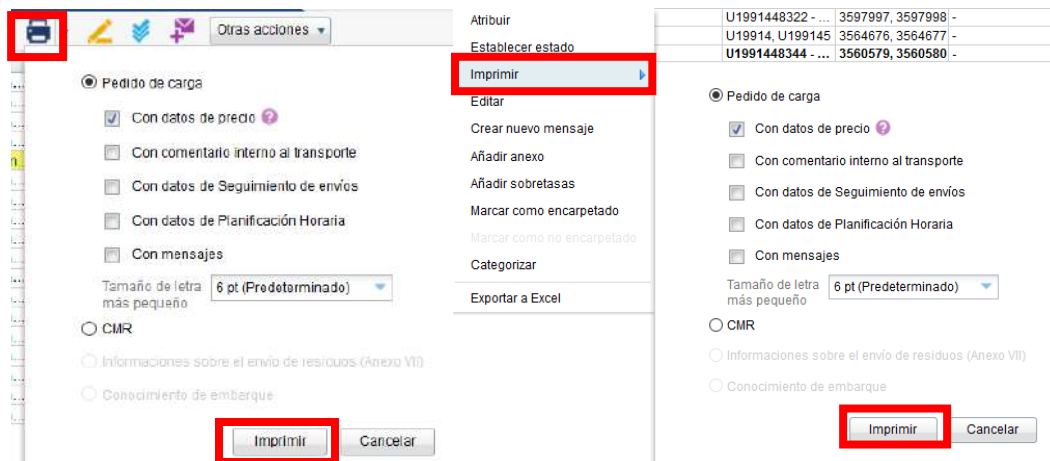 Otras acciones
Pedido de carga
Con datos de precio ?
Con comentario interno al transporte
Con datos de Seguimiento de envíos
Con datos de Planificación Horaria
Con mensajes
Tamaño de letra
más pequeño
6 pt (Predeterminado)
CMR
Informaciones sobre el envío de residuos (Anexo VII)
Conocimiento de embarque
Imprimir
Cancelar
Atribuir
Establecer estado
Imprimir
Editar
Crear nuevo mensaje
Añadir anexo
Añadir sobretasas
Marcar como encarpetado
Marcar como no encarpetado
Categorizar
Exportar a Excel
U1991448322 - ... 3597997, 3597998 -
U19914, U199145 3564676, 3564677 -
U1991448344 - ... 3560579, 3560580 -
Pedido de carga
Con datos de precio ?
Con comentario interno al transporte
Con datos de Seguimiento de envíos
Con datos de Planificación Horaria
Con mensajes
Tamaño de letra
más pequeño
6 pt (Predeterminado)
CMR
Informaciones sobre el envío de residuos (Anexo VII)
Conocimiento de embarque
Imprimir
Cancelar